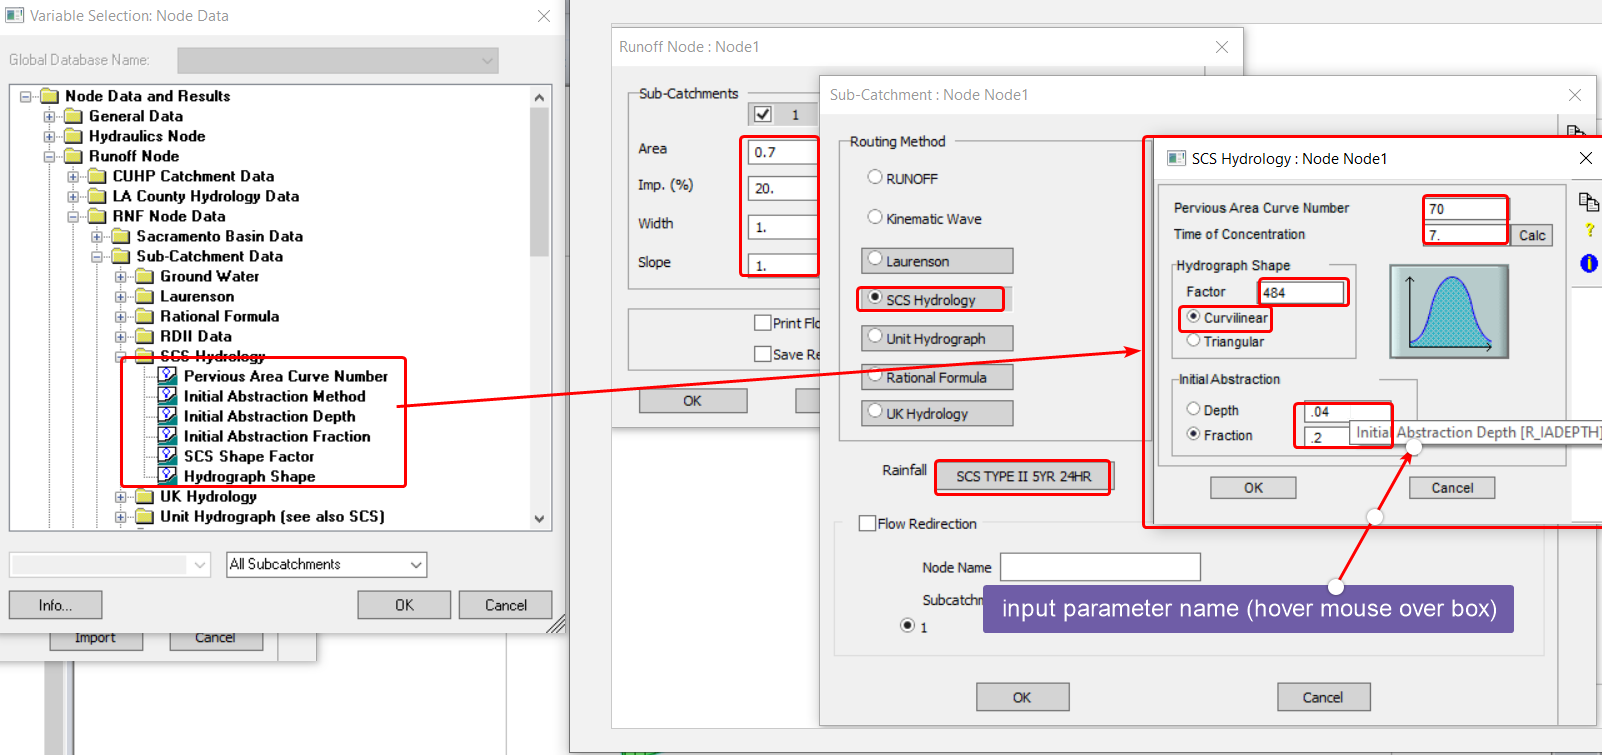 Variable Selection: Node Data
Global Database Name:
Node Data and Results
General Data
Hydraulics Node
Runoff Node
CUHP Catchment Data
LA County Hydrology Data
RNF Node Data
Sacramento Basin Data
Sub-Catchment Data
Ground Water
Laurenson
Rational Formula
RDII Data
SCS Hydrology
Pervious Area Curve Number
Initial Abstraction Method
Initial Abstraction Depth
Initial Abstraction Fraction
SCS Shape Factor
Hydrograph Shape
UK Hydrology
Unit Hydrograph (see also SCS)
All Subcatchments
Info...
OK
Cancel
Import
Cancel
Runoff Node : Node1
Sub-Catchments
1
Area
0.7
Imp. (%)
20.
Width
1.
Slope
1.
Print Flo
Save Re
OK
Sub-Catchment : Node Node1
Routing Method
RUNOFF
Kinematic Wave
Laurenson
SCS Hydrology
Unit Hydrograph
Rational Formula
UK Hydrology
Rainfall
SCS TYPE II 5YR 24HR
Flow Redirection
Node Name
Subcatchm
1
OK
Cancel
SCS Hydrology : Node Node1
Pervious Area Curve Number
70
Time of Concentration
7.
Calc
Hydrograph Shape
Factor
484
Curvilinear
Triangular
Initial Abstraction
Depth
.04
Fraction
.2
Initial Abstraction Depth [R_IADEPTH]
OK
Cancel
input parameter name (hover mouse over box)